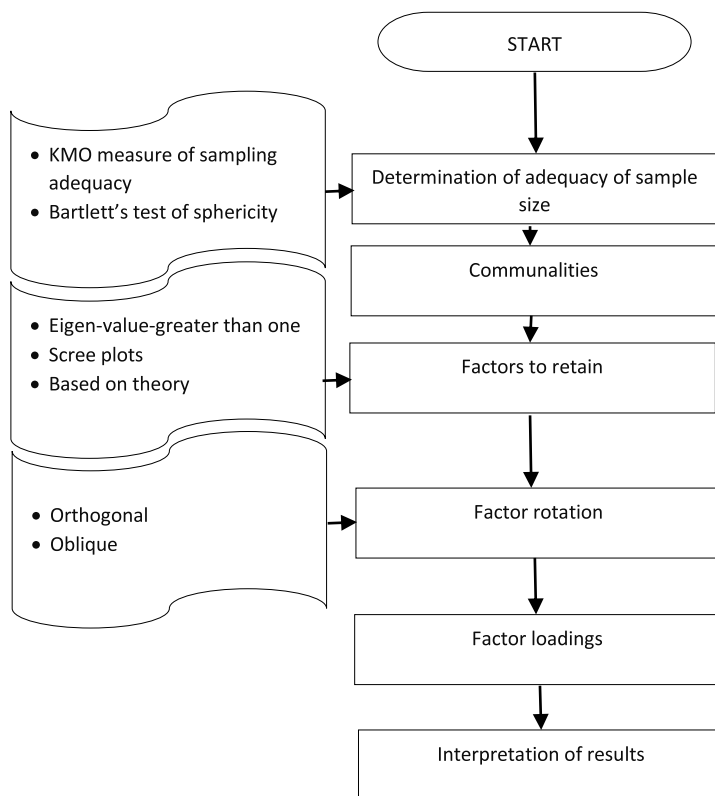 START
• KMO measure of sampling
adequacy
• Bartlett’s test of sphericity
Determination of adequacy of sample
size
Communalities
• Eigen-value-greater than one
• Scree plots
• Based on theory
Factors to retain
• Orthogonal
• Oblique
Factor rotation
Factor loadings
Interpretation of results